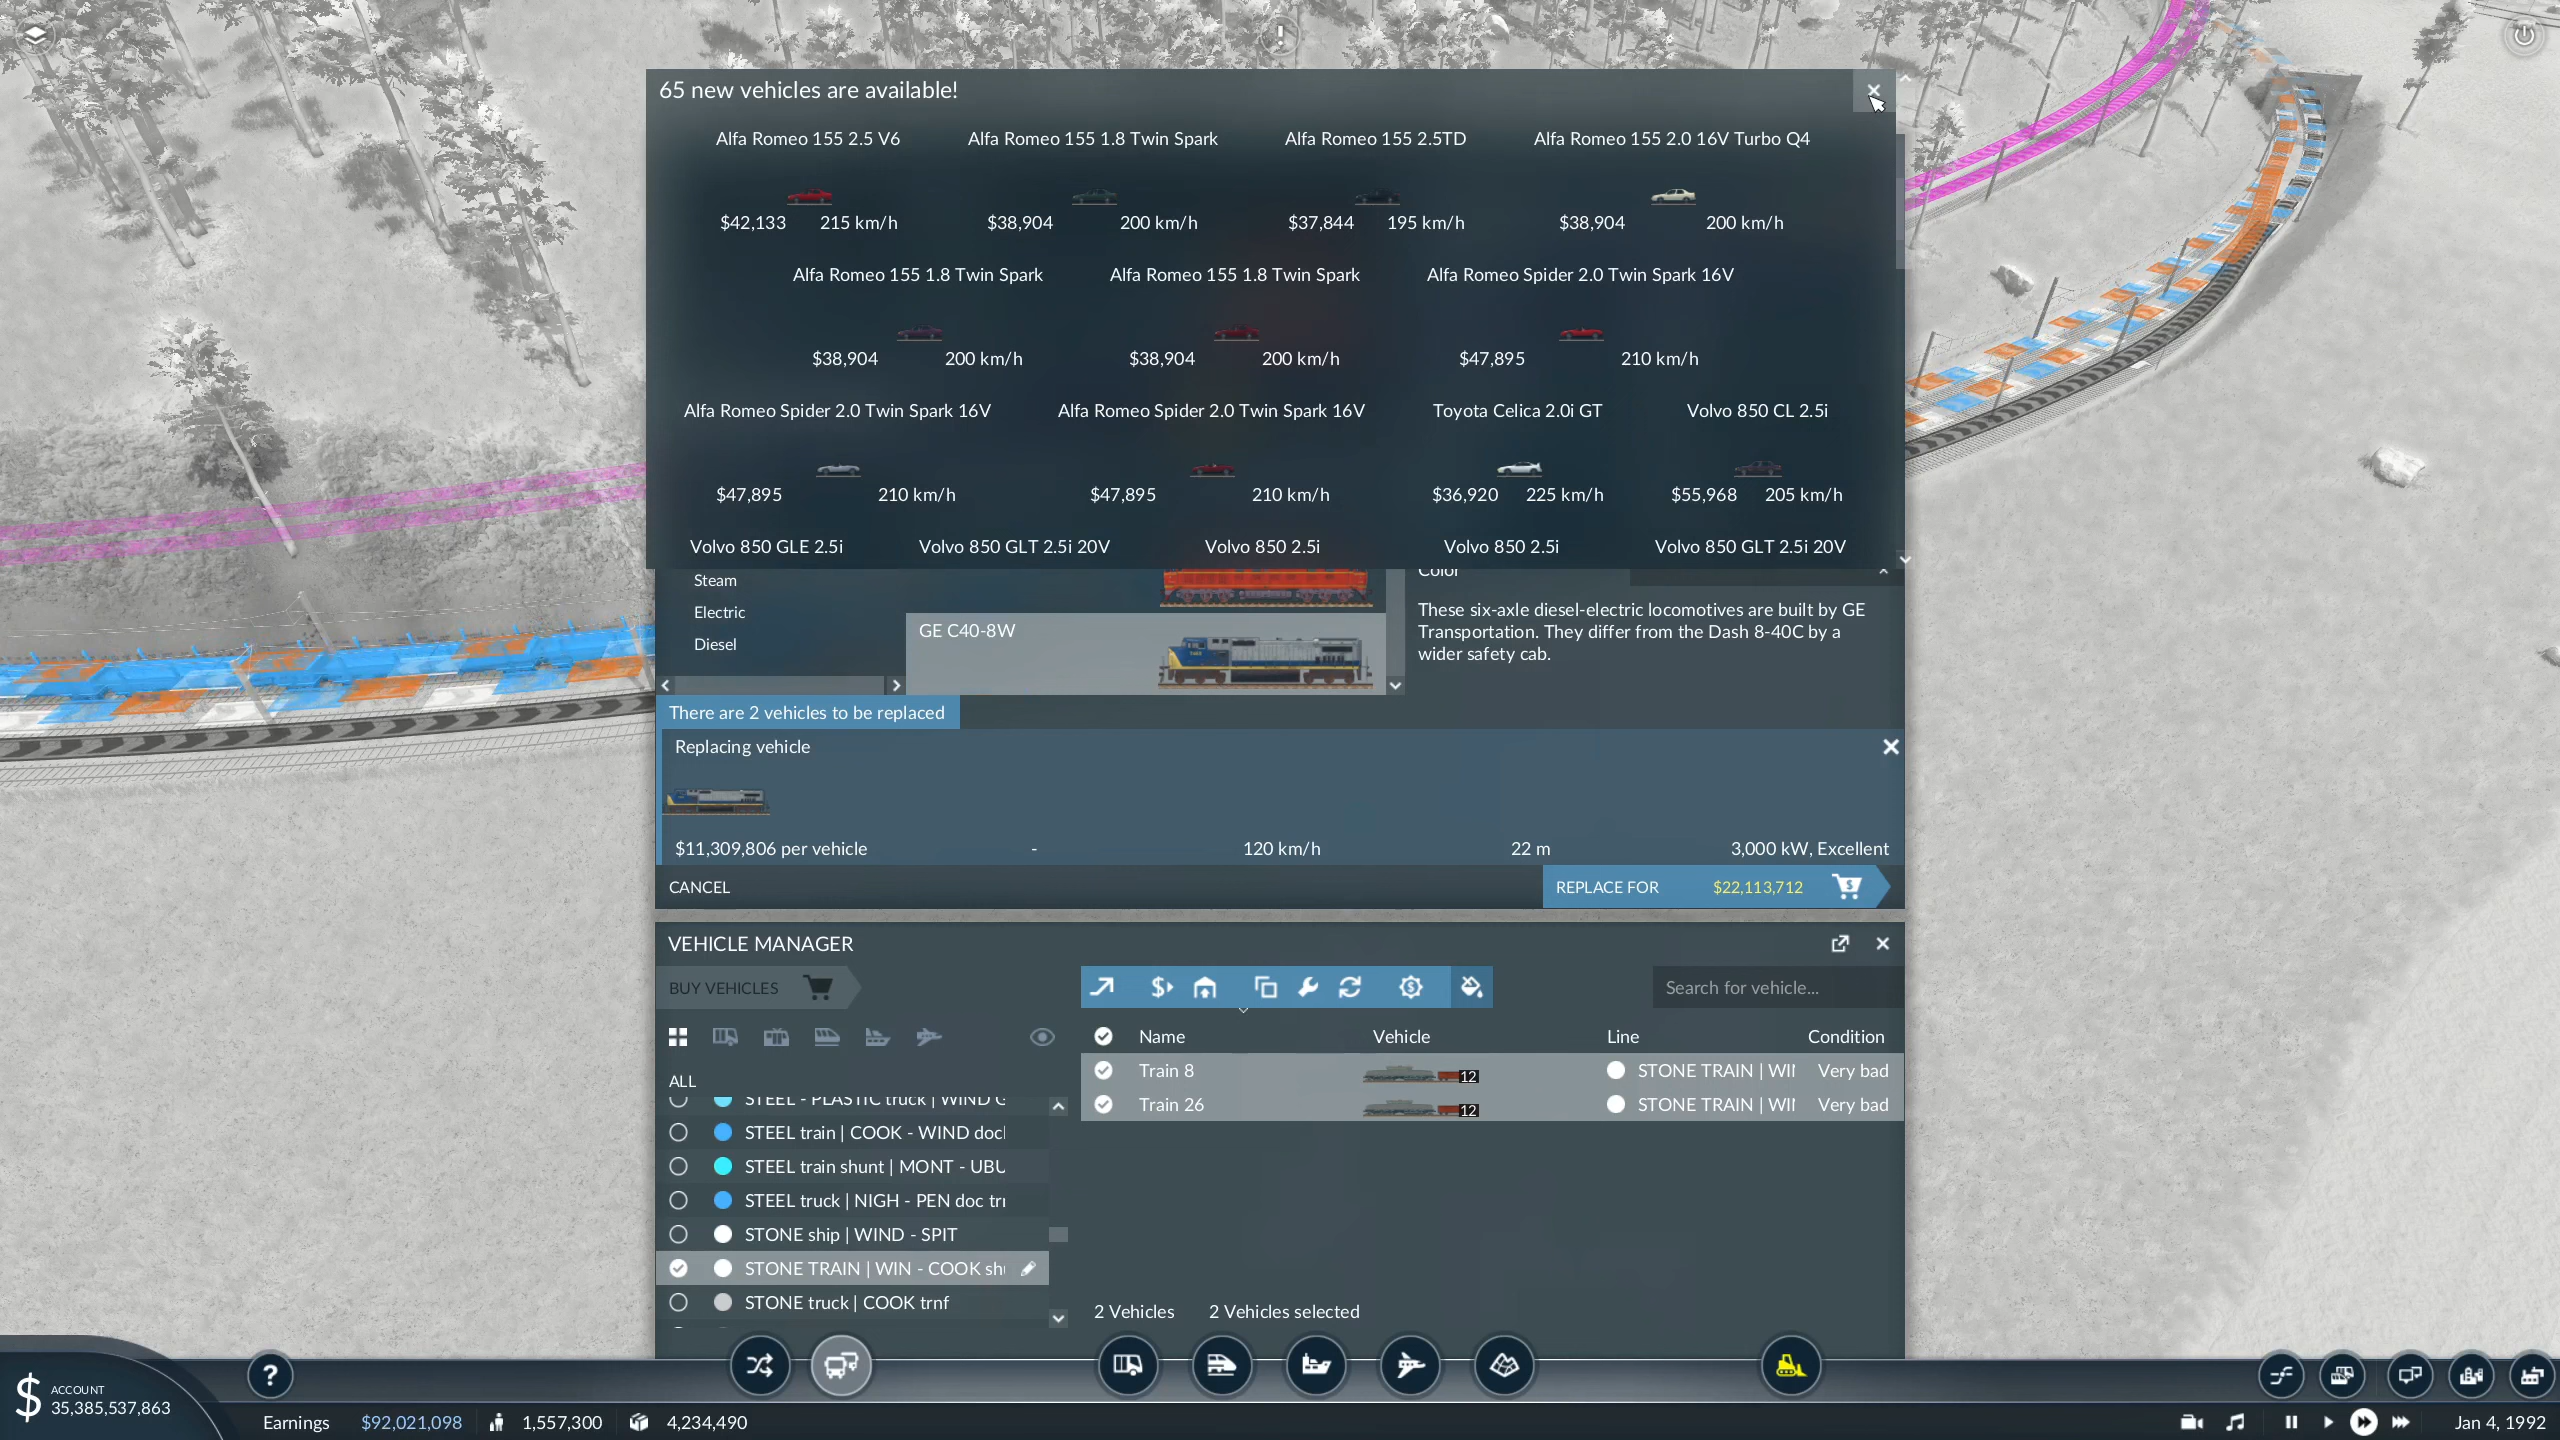 65 new vehicles are available!
Alfa Romeo 155 2.5 V6 Alfa Romeo 155 1.8 Twin Spark Alfa Romeo 155 2.5TD Alfa Romeo 155 2.0 16V Turbo Q4
$42,133 215 km/h $38,904 200 km/h $37,844 195 km/h $38,904 200 km/h
Alfa Romeo 155 1.8 Twin Spark Alfa Romeo 155 1.8 Twin Spark Alfa Romeo Spider 2.0 Twin Spark 16V
$38,904 200 km/h $38,904 200 km/h $47,895 210 km/h
Alfa Romeo Spider 2.0 Twin Spark 16V Alfa Romeo Spider 2.0 Twin Spark 16V Toyota Celica 2.0i GT Volvo 850 CL 2.5i
$47,895 210 km/h $47,895 210 km/h $36,920 225 km/h $55,968 205 km/h
Volvo 850 GLE 2.5i Volvo 850 GLT 2.5i 20V Volvo 850 2.5i Volvo 850 2.5i Volvo 850 GLT 2.5i 20V
Steam
Electric
Diesel
GE C40-8W
Color
These six-axle diesel-electric locomotives are built by GE
Transportation. They differ from the Dash 8-40C by a
wider safety cab.
There are 2 vehicles to be replaced
Replacing vehicle
$11,309,806 per vehicle - 120 km/h 22 m 3,000 kW, Excellent
CANCEL
REPLACE FOR $22,113,712
VEHICLE MANAGER
BUY VEHICLES
Search for vehicle...
ALL
STEEL - PLASTIC truck | WIND G
STEEL train | COOK - WIND doc
STEEL train shunt | MONT - UBU
STEEL truck | NIGH - PEN doc tr
STONE ship | WIND - SPIT
STONE TRAIN | WIN - COOK sh
STONE truck | COOK trnf
Name Vehicle Line Condition
Train 8 12 STONE TRAIN | WI Very bad
Train 26 12 STONE TRAIN | WI Very bad
2 Vehicles 2 Vehicles selected
ACCOUNT
35,385,537,863
Earnings $92,021,098 1,557,300 4,234,490
Jan 4, 1992